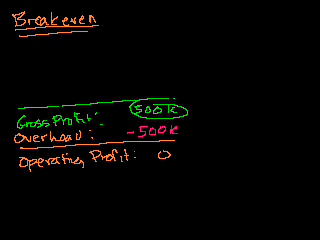 Breakeven
Gross Profit: 500k
Overhead: -500k
Operating Profit: 0